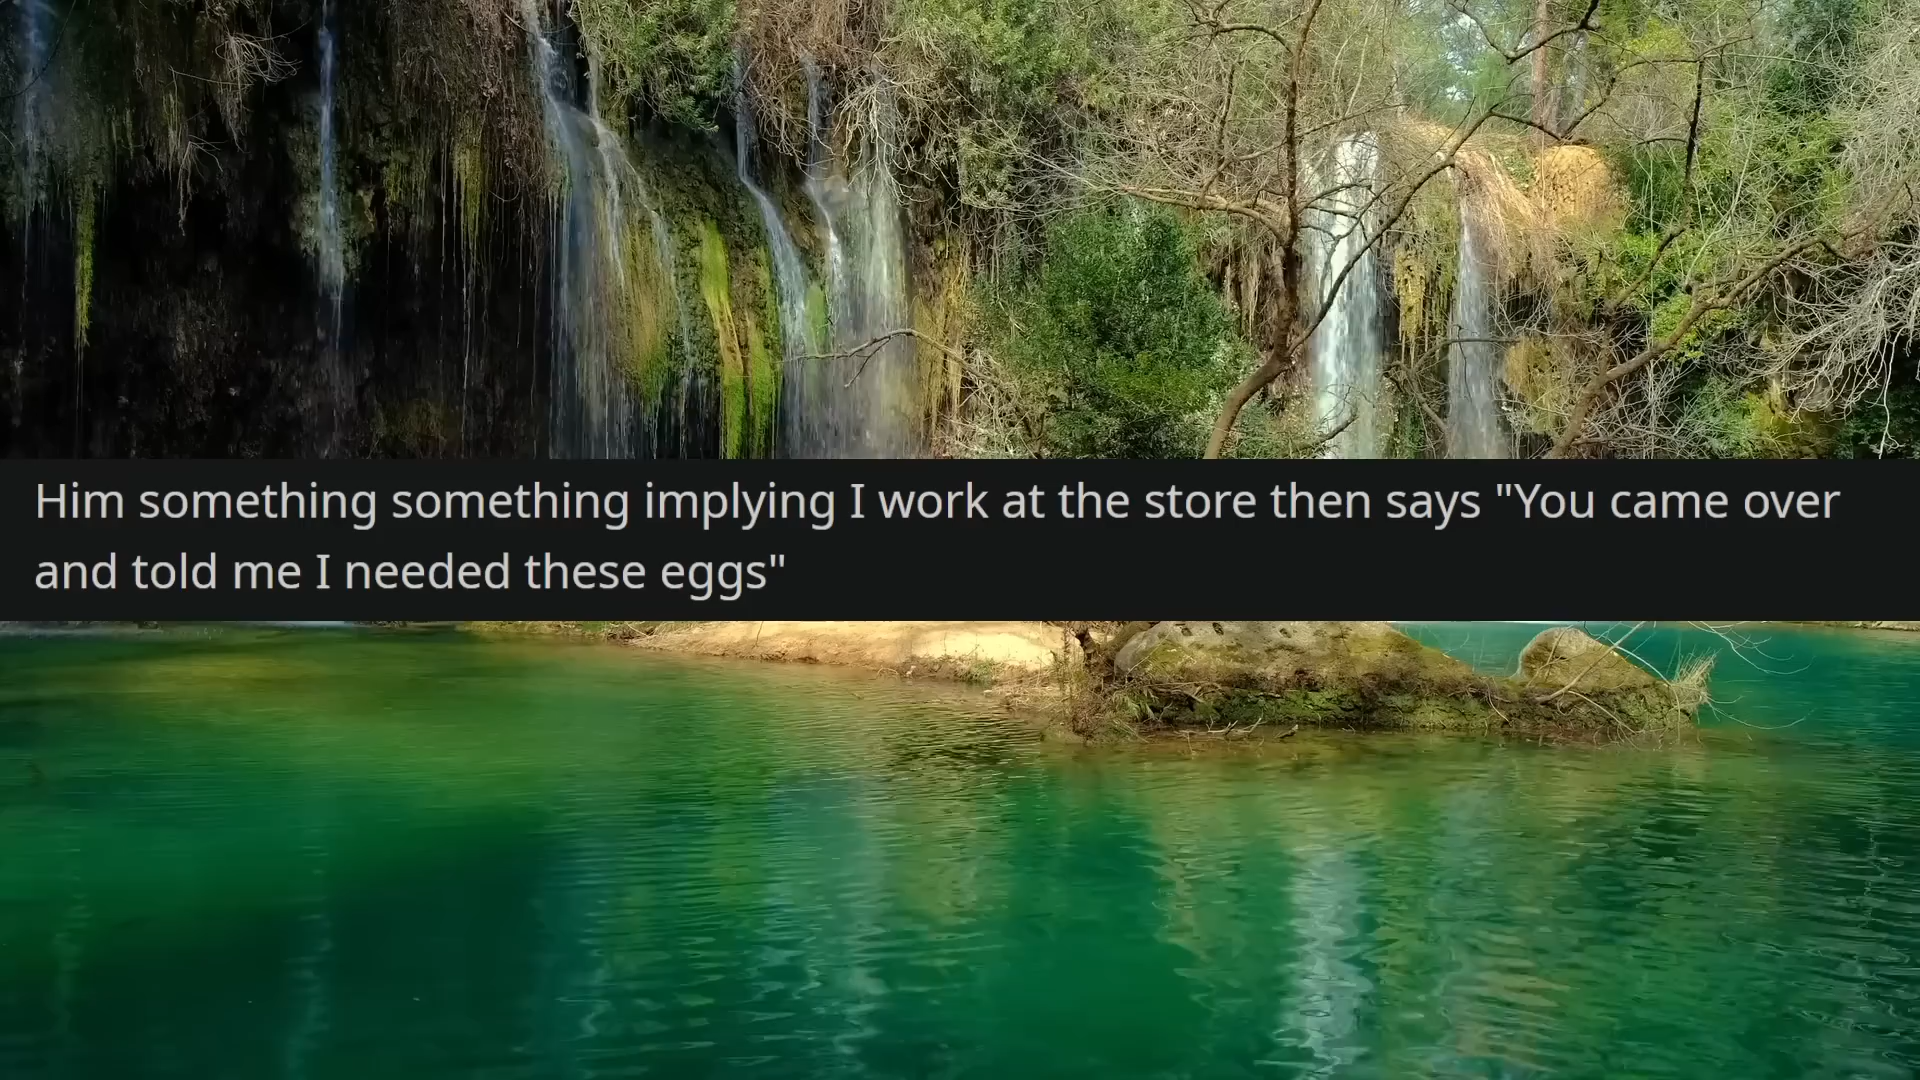 Him something something implying I work at the store then says "You came over
and told me I needed these eggs"